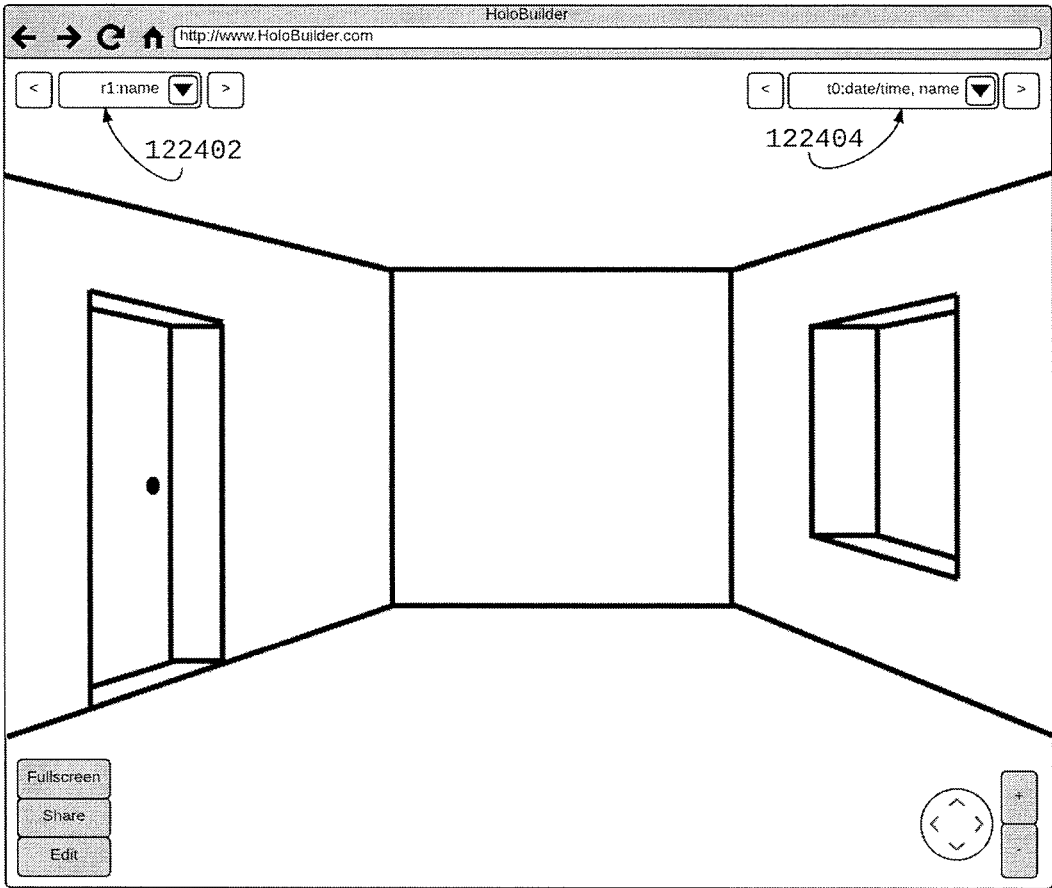 HoloBuilder
http://www.HoloBuilder.com
< r1:name > < t0:date/time, name >
122402 122404
Fullscreen
Share
Edit
+
-